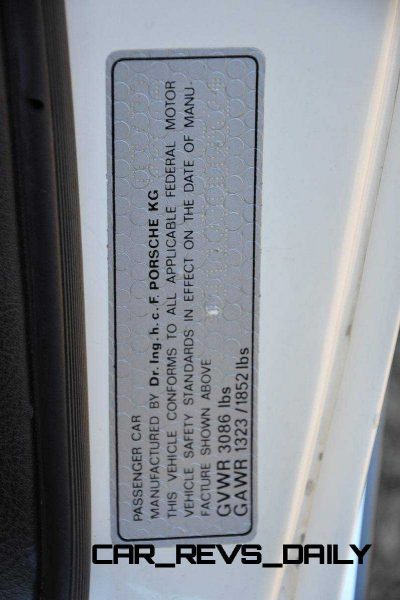 PASSENGER CAR
MANUFACTURED BY Dr. Ing. h. c. F. PORSCHE KG
THIS VEHICLE CONFORMS TO ALL APPLICABLE FEDERAL MOTOR
VEHICLE SAFETY STANDARDS IN EFFECT ON THE DATE OF MANU-
FACTURE SHOWN ABOVE
GVWR 3086 lbs
GAWR 1323 / 1852 lbs
CAR_REVS_DAILY